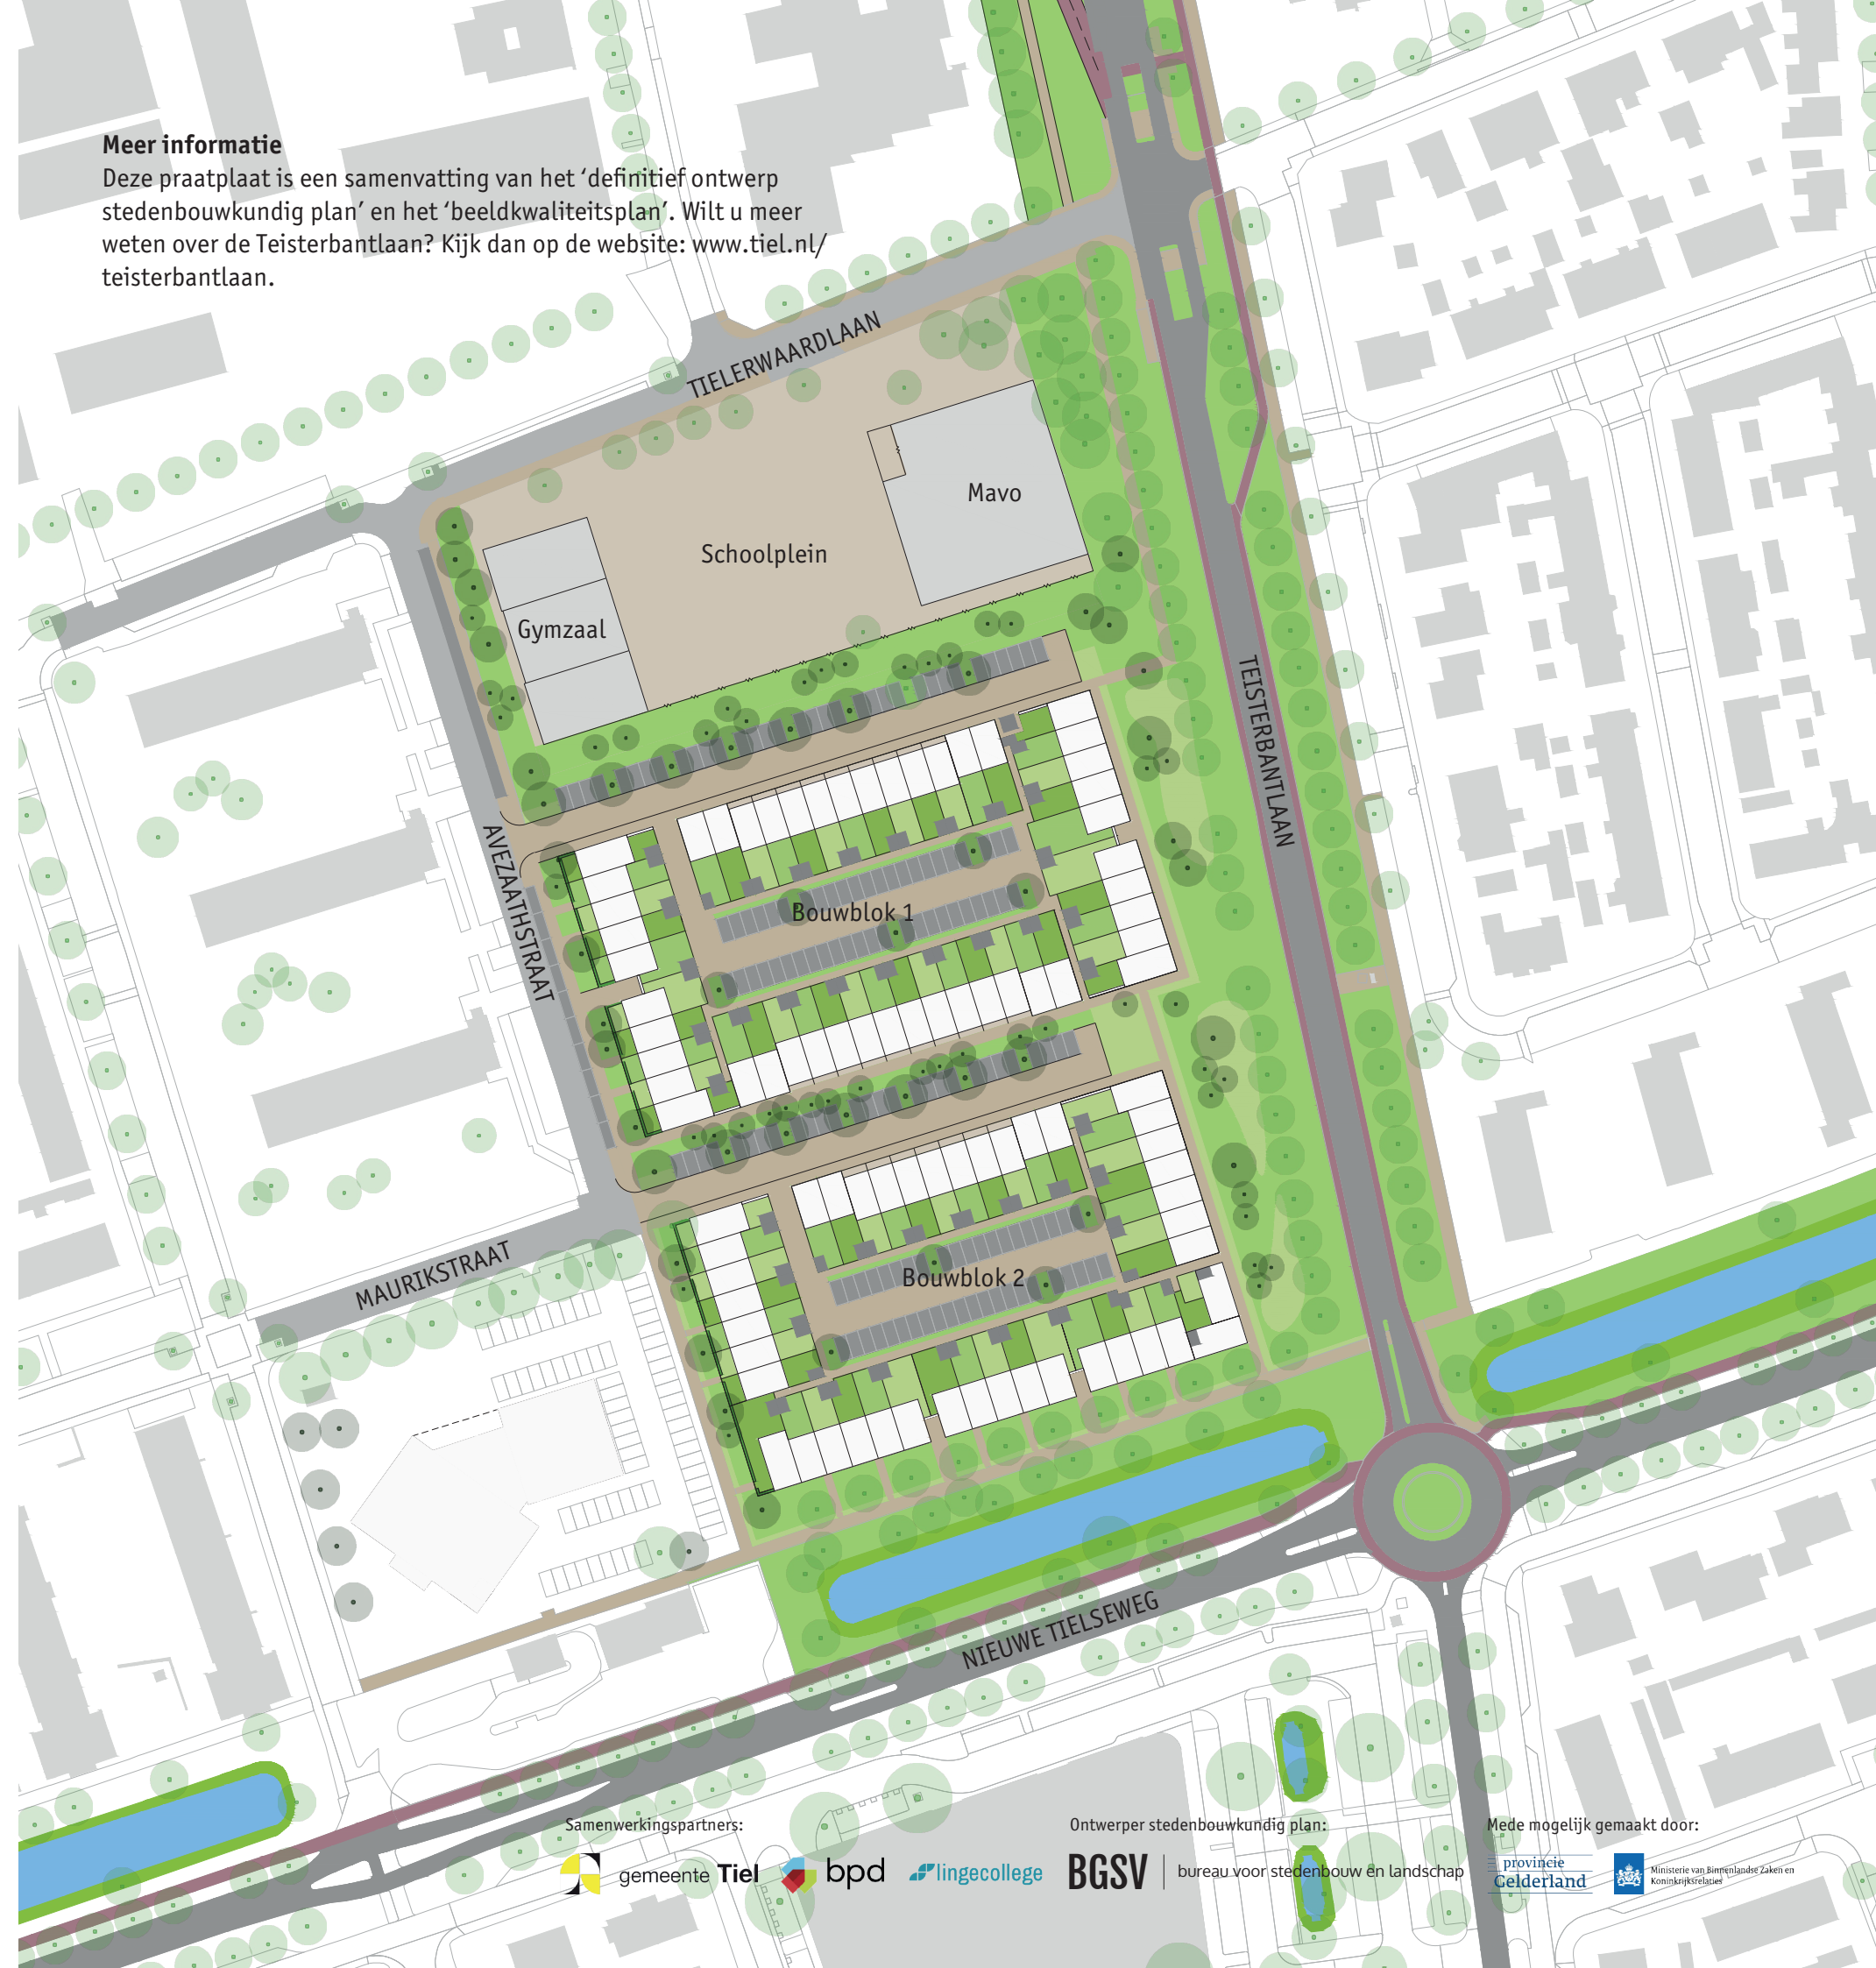 Meer informatie
Deze praatplaat is een samenvatting van het ‘definitief ontwerp
stedenbouwkundig plan’ en het ‘beeldkwaliteitsplan’. Wilt u meer
weten over de Teisterbantlaan? Kijk dan op de website: www.tiel.nl/
teisterbantlaan.
TIELERWAARDLAAN
Mavo
Schoolplein
Gymzaal
TEISTERBANTLAAN
AVEZAATHSTRAAT
Bouwblok 1
MAURIKSTRAAT
Bouwblok 2
NIEUWE TIELSEWEG
Samenwerkingspartners:
gemeente Tiel
bpd
lingecollege
Ontwerper stedenbouwkundig plan:
BGSV
bureau voor stedenbouw en landschap
Mede mogelijk gemaakt door:
provincie
Gelderland
Ministerie van Binnenlandse Zaken en
Koninkrijksrelaties